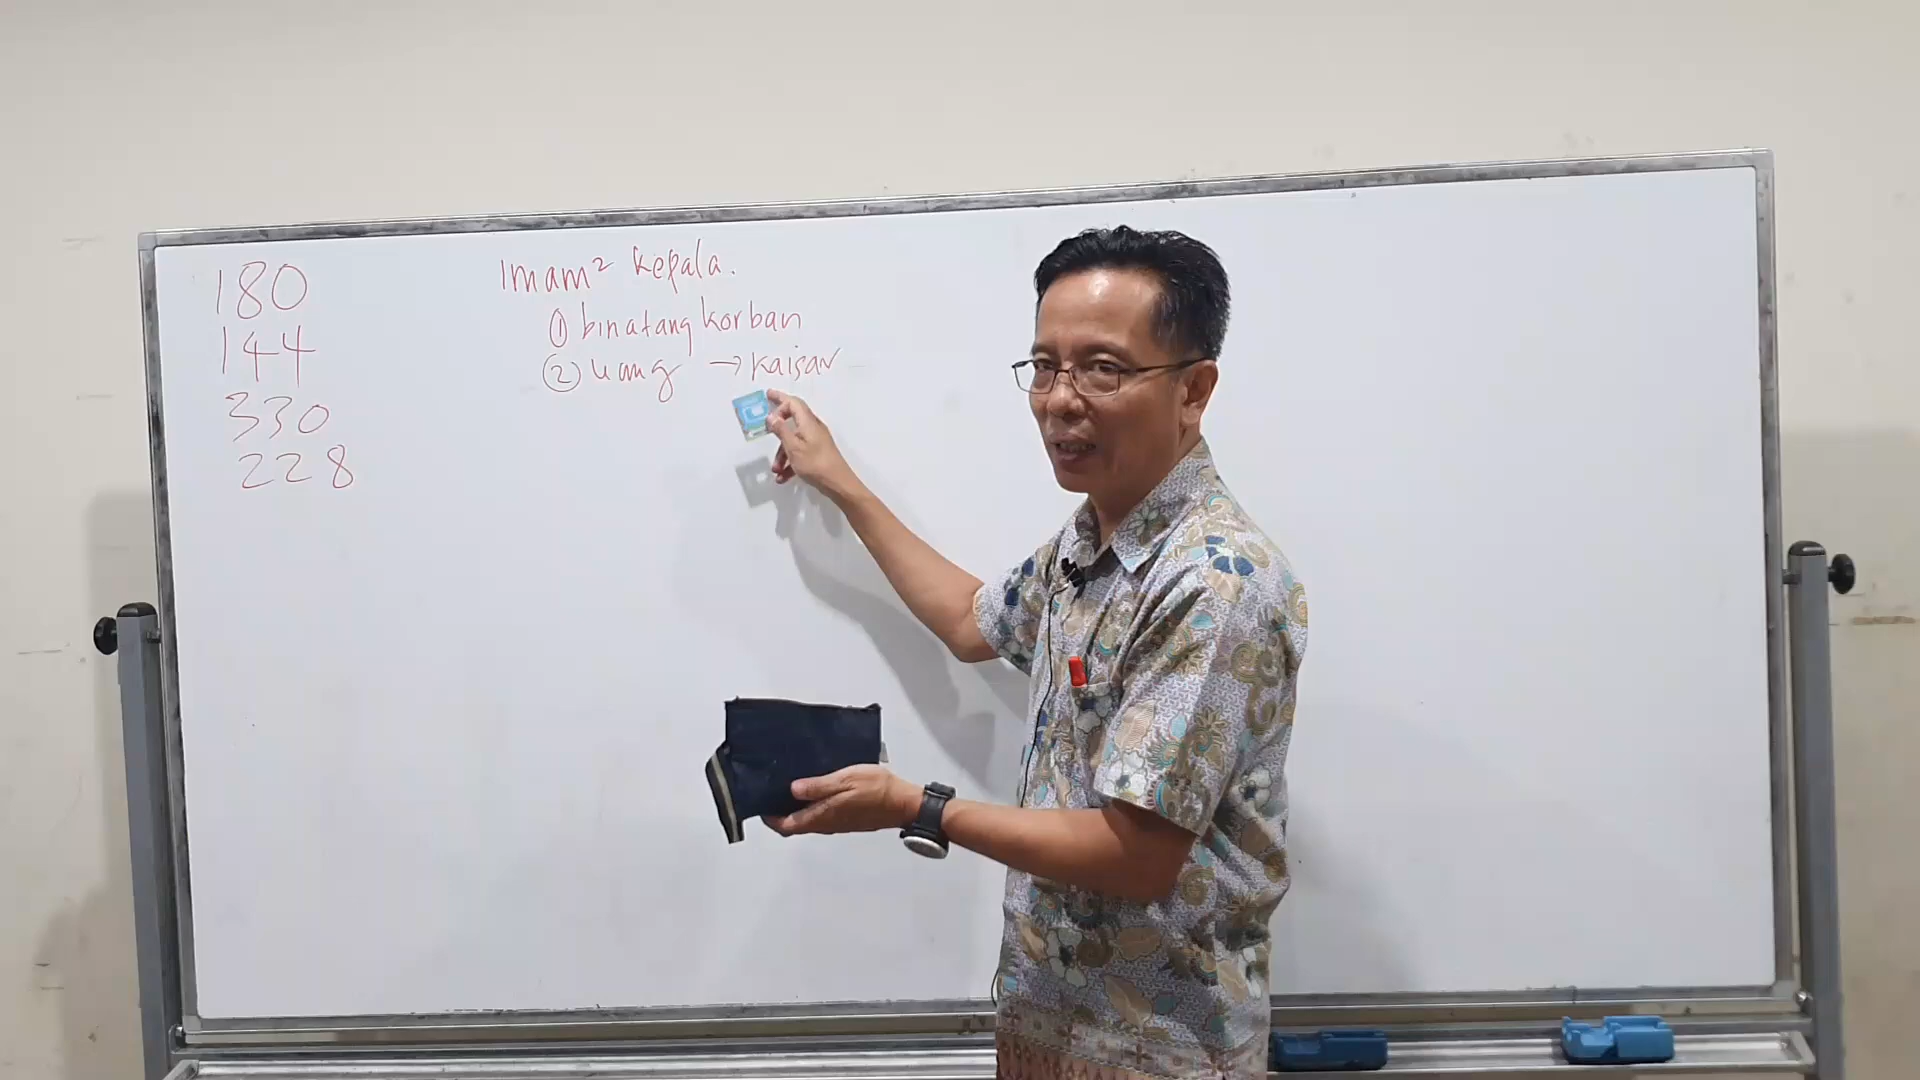 180
144
330
228
Imam² kepala.
① binatang korban
② uang → kaisar